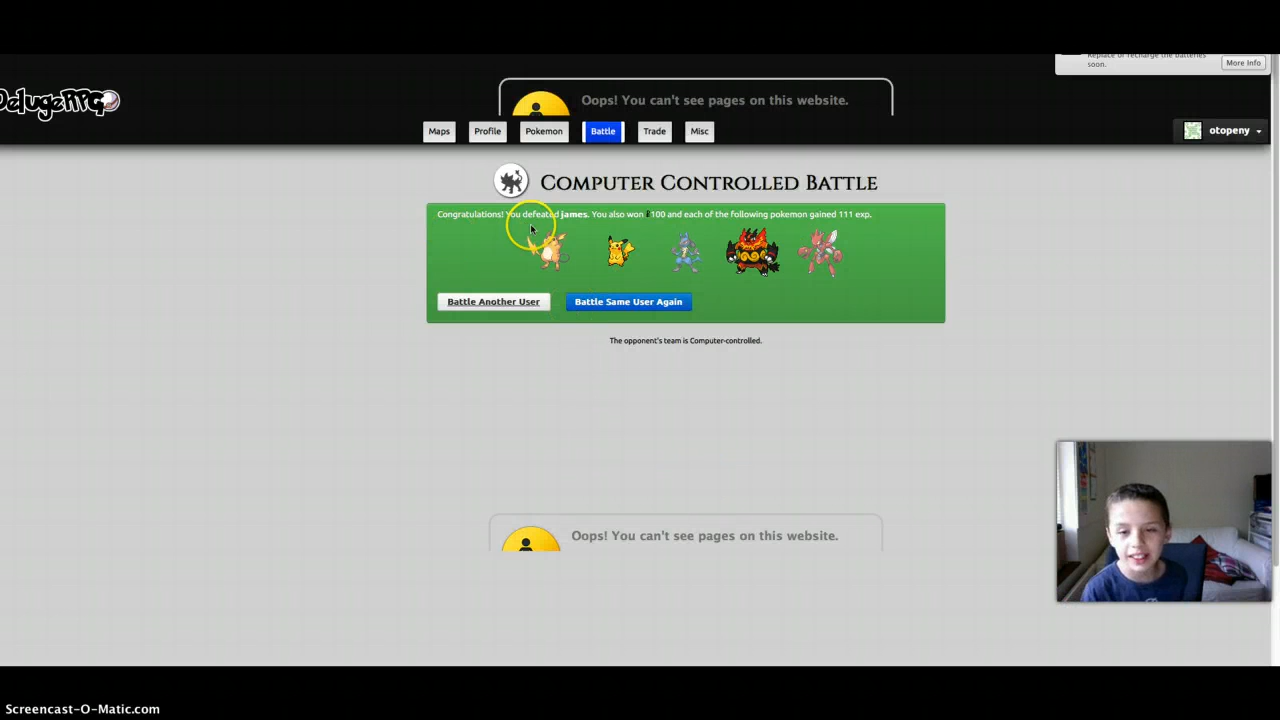 Replace or recharge the batteries
soon.
More Info
DelugeRPG
Oops! You can't see pages on this website.
Maps Profile Pokemon Battle Trade Misc
otopeny
Computer Controlled Battle
Congratulations! You defeated james. You also won 100 and each of the following pokemon gained 111 exp.
Battle Another User Battle Same User Again
The opponent's team is Computer-controlled.
Oops! You can't see pages on this website.
Screencast-O-Matic.com